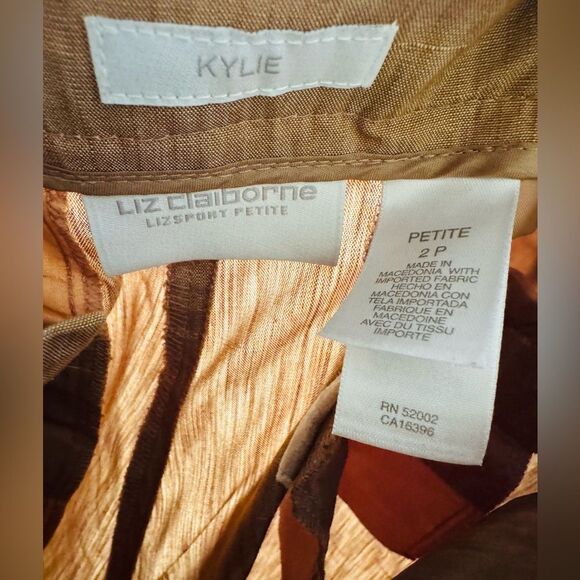 KYLIE
Liz Claiborne
LIZSPORT PETITE
PETITE
2 P
MADE IN
MACEDONIA WITH
IMPORTED FABRIC
HECHO EN
MACEDONIA CON
TELA IMPORTADA
FABRIQUE EN
MACEDOINE
AVEC DU TISSU
IMPORTE
RN 52002
CA16396